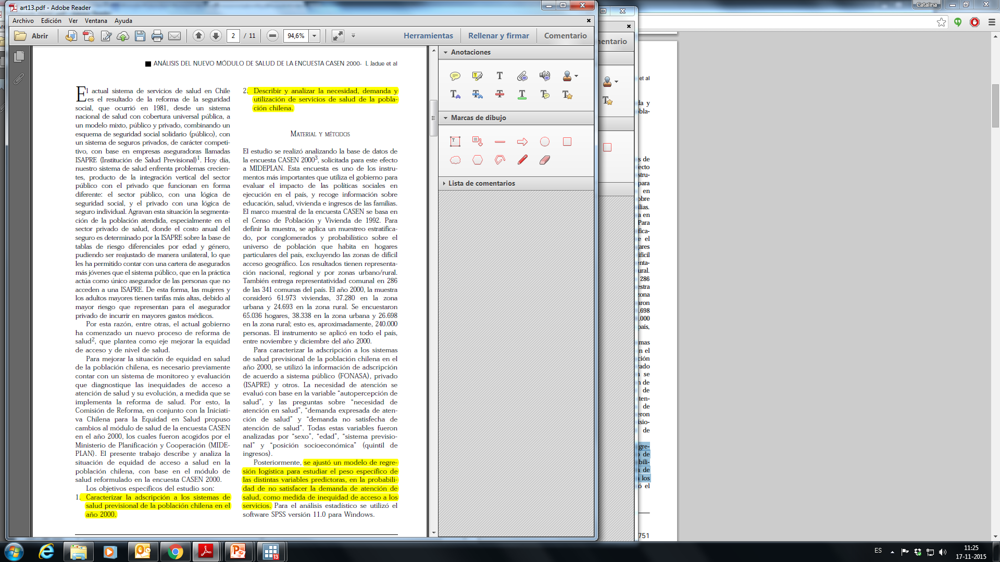 art13.pdf - Adobe Reader
Catalina
Archivo Edición Ver Ventana Ayuda
Abrir 2 / 11 94,6% Herramientas Rellenar y firmar Comentario
Anotaciones
Marcas de dibujo
Lista de comentarios
ANÁLISIS DEL NUEVO MÓDULO DE SALUD DE LA ENCUESTA CASEN 2000- L Jadue et al
El actual sistema de servicios de salud en Chile
es el resultado de la reforma de la seguridad
social, que ocurrió en 1981, desde un sistema
nacional de salud con cobertura universal pública, a
un modelo mixto, público y privado, combinando un
esquema de seguridad social solidario (público), con
un sistema de seguros privados, de carácter competi-
tivo, con base en empresas aseguradoras llamadas
ISAPRE (Institución de Salud Previsional)1. Hoy día,
nuestro sistema de salud enfrenta problemas crecien-
tes, producto de la integración vertical del sector
público con el privado que funcionan en forma
diferente: el sector público, con una lógica de
seguridad social, y el privado con una lógica de
seguro individual. Agravan esta situación la segmenta-
ción de la población atendida, especialmente en el
sector privado de salud, donde el costo anual del
seguro es determinado por la ISAPRE sobre la base de
tablas de riesgo diferenciales por edad y género,
pudiendo ser reajustado de manera unilateral, lo que
les ha permitido contar con una cartera de asegurados
más jóvenes que el sistema público, que en la práctica
actúa como único asegurador de las personas que no
acceden a una ISAPRE. De esta forma, las mujeres y
los adultos mayores tienen tarifas más altas, debido al
mayor riesgo que representan para el asegurador
privado de incurrir en mayores gastos médicos.
Por esta razón, entre otras, el actual gobierno
ha comenzado un nuevo proceso de reforma de
salud2, que plantea como eje mejorar la equidad
de acceso y de nivel de salud.
Para mejorar la situación de equidad en salud
de la población chilena, es necesario previamente
contar con un sistema de monitoreo y evaluación
que diagnostique las inequidades de acceso a
atención de salud y su evolución, a medida que se
implementa la reforma de salud. Por esto, la
Comisión de Reforma, en conjunto con la Iniciati-
va Chilena para la Equidad en Salud propuso
cambios al módulo de salud de la encuesta CASEN
en el año 2000, los cuales fueron acogidos por el
Ministerio de Planificación y Cooperación (MIDE-
PLAN). El presente trabajo describe y analiza la
situación de equidad de acceso a salud en la
población chilena, con base en el módulo de
salud reformulado en la encuesta CASEN 2000.
Los objetivos específicos del estudio son:
1. Caracterizar la adscripción a los sistemas de
salud previsional de la población chilena en el
año 2000.
2. Describir y analizar la necesidad, demanda y
utilización de servicios de salud de la pobla-
ción chilena.
MATERIAL Y MÉTODOS
El estudio se realizó analizando la base de datos de
la encuesta CASEN 20003, solicitada para este efecto
a MIDEPLAN. Esta encuesta es uno de los instru-
mentos más importantes que utiliza el gobierno para
evaluar el impacto de las políticas sociales en
ejecución en el país, y recoge información sobre
educación, salud, vivienda e ingresos de las familias.
El marco muestral de la encuesta CASEN se basa en
el Censo de Población y Vivienda de 1992. Para
definir la muestra, se aplica un muestreo estratifica-
do, por conglomerados y probabilístico sobre el
universo de población que habita en hogares
particulares del país, excluyendo las zonas de difícil
acceso geográfico. Los resultados tienen representa-
ción nacional, regional y por zonas urbano/rural.
También entrega representatividad comunal en 286
de las 341 comunas del país. El año 2000, la muestra
consideró 61.973 viviendas, 37.280 en la zona
urbana y 24.693 en la zona rural. Se encuestaron
65.036 hogares, 38.338 en la zona urbana y 26.698
en la zona rural; esto es, aproximadamente, 240.000
personas. El instrumento se aplicó en todo el país,
entre noviembre y diciembre del año 2000.
Para caracterizar la adscripción a los sistemas
de salud previsional de la población chilena en el
año 2000, se utilizó la información de adscripción
de acuerdo a sistema público (FONASA), privado
(ISAPRE) y otros. La necesidad de atención se
evaluó con base en la variable “autopercepción de
salud”, y las preguntas sobre “necesidad de
atención en salud”, “demanda expresada de aten-
ción de salud” y “demanda no satisfecha de
atención de salud”. Todas estas variables fueron
analizadas por “sexo”, “edad”, “sistema previsio-
nal” y “posición socioeconómica” (quintil de
ingresos).
Posteriormente, se ajustó un modelo de regre-
sión logística para estudiar el peso específico de
las distintas variables predictoras, en la probabili-
dad de no satisfacer la demanda de atención de
salud, como medida de inequidad de acceso a los
servicios. Para el análisis estadístico se utilizó el
software SPSS versión 11.0 para Windows.
entario
et al
751
ES
11:25
17-11-2015